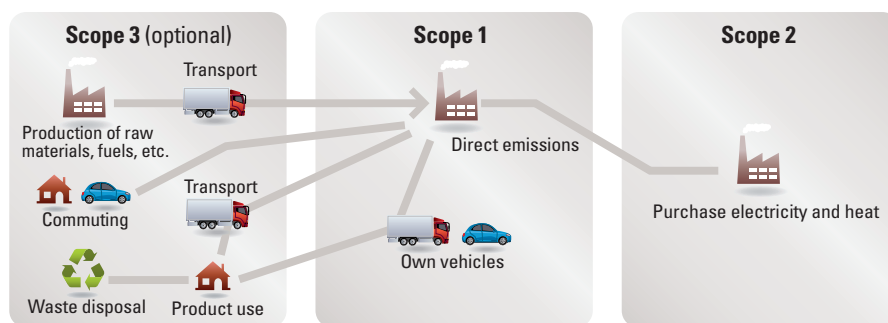 Scope 3 (optional)
Transport
Production of raw
materials, fuels, etc.
Commuting
Transport
Waste disposal
Product use
Scope 1
Direct emissions
Own vehicles
Scope 2
Purchase electricity and heat